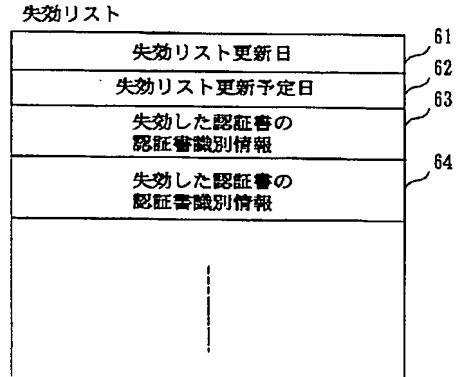 失効リスト
失効リスト更新日
61
失効リスト更新予定日
62
失効した認証書の
認証書識別情報
63
失効した認証書の
認証書識別情報
64